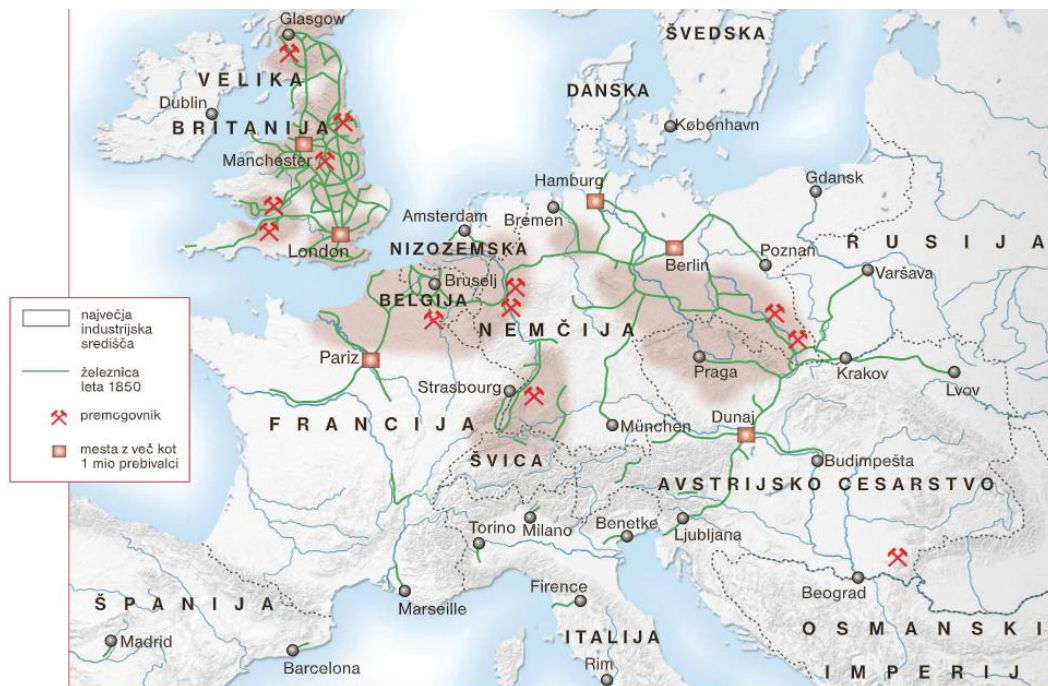 Glasgow
ŠVEDSKA
VELIKA
DANSKA
Dublin
BRITANIJA
København
Manchester
Hamburg
Gdansk
Amsterdam
Bremen
NIZOZEMSKA
London
RUSIJA
Berlin
Poznań
Varšava
Bruselj
BELGIJA
največja
industrijska
središča
NEMČIJA
železnica
leta 1850
Pariz
Praga
Krakov
Strasbourg
Lvov
premogovnik
FRANCIJA
München
Dunaj
mesta z več kot
1 mio prebivalci
ŠVICA
Budimpešta
AVSTRIJSKO CESARSTVO
Torino
Milano
Benetke
Ljubljana
Firence
Beograd
Marseille
ŠPANIJA
OSMANSKI
Madrid
ITALIJA
Barcelona
Rim
IMPERIJ